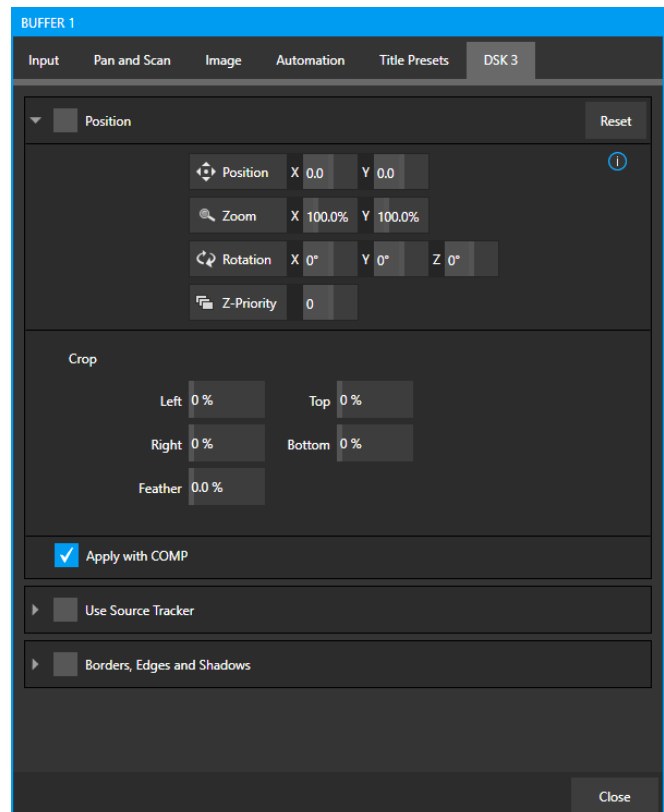 BUFFER 1
Input Pan and Scan Image Automation Title Presets DSK 3
Position Reset
Position X 0.0 Y 0.0
Zoom X 100.0% Y 100.0%
Rotation X 0° Y 0° Z 0°
Z-Priority 0
Crop
Left 0 % Top 0 %
Right 0 % Bottom 0 %
Feather 0.0 %
Apply with COMP
Use Source Tracker
Borders, Edges and Shadows
Close